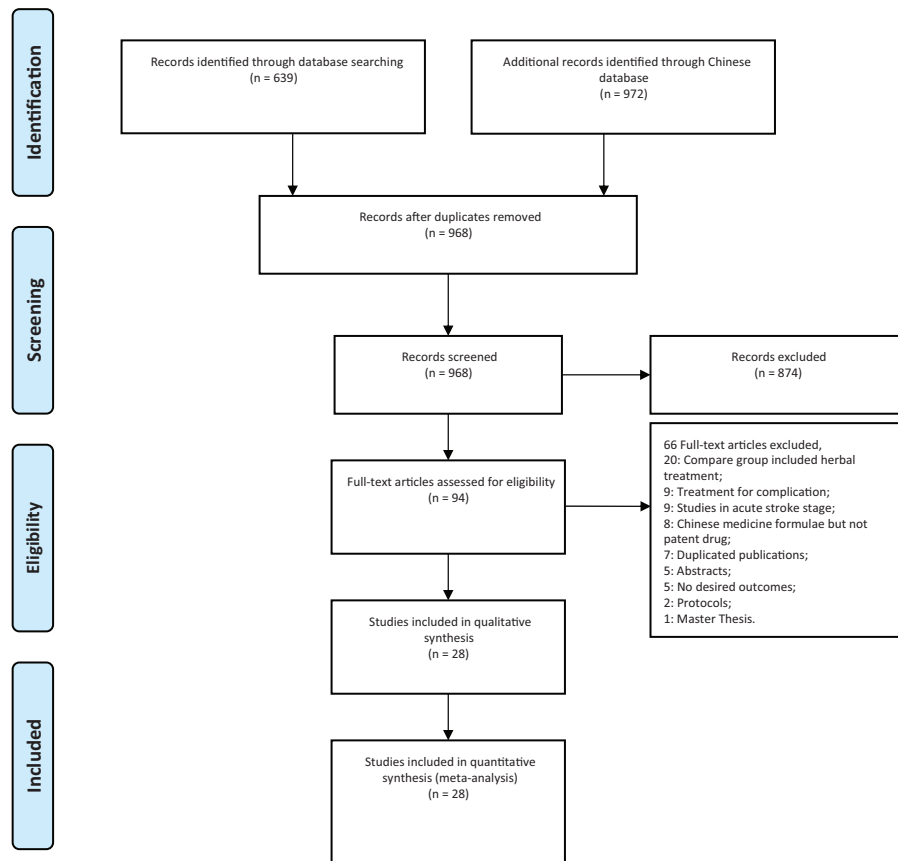 Identification
Records identified through database searching
(n = 639)
Additional records identified through Chinese
database
(n = 972)
Records after duplicates removed
(n = 968)
Screening
Records screened
(n = 968)
Records excluded
(n = 874)
Eligibility
Full-text articles assessed for eligibility
(n = 94)
66 Full-text articles excluded,
20: Compare group included herbal
treatment;
9: Treatment for complication;
9: Studies in acute stroke stage;
8: Chinese medicine formulae but not
patent drug;
7: Duplicated publications;
5: Abstracts;
5: No desired outcomes;
2: Protocols;
1: Master Thesis.
Studies included in qualitative
synthesis
(n = 28)
Included
Studies included in quantitative
synthesis (meta-analysis)
(n = 28)